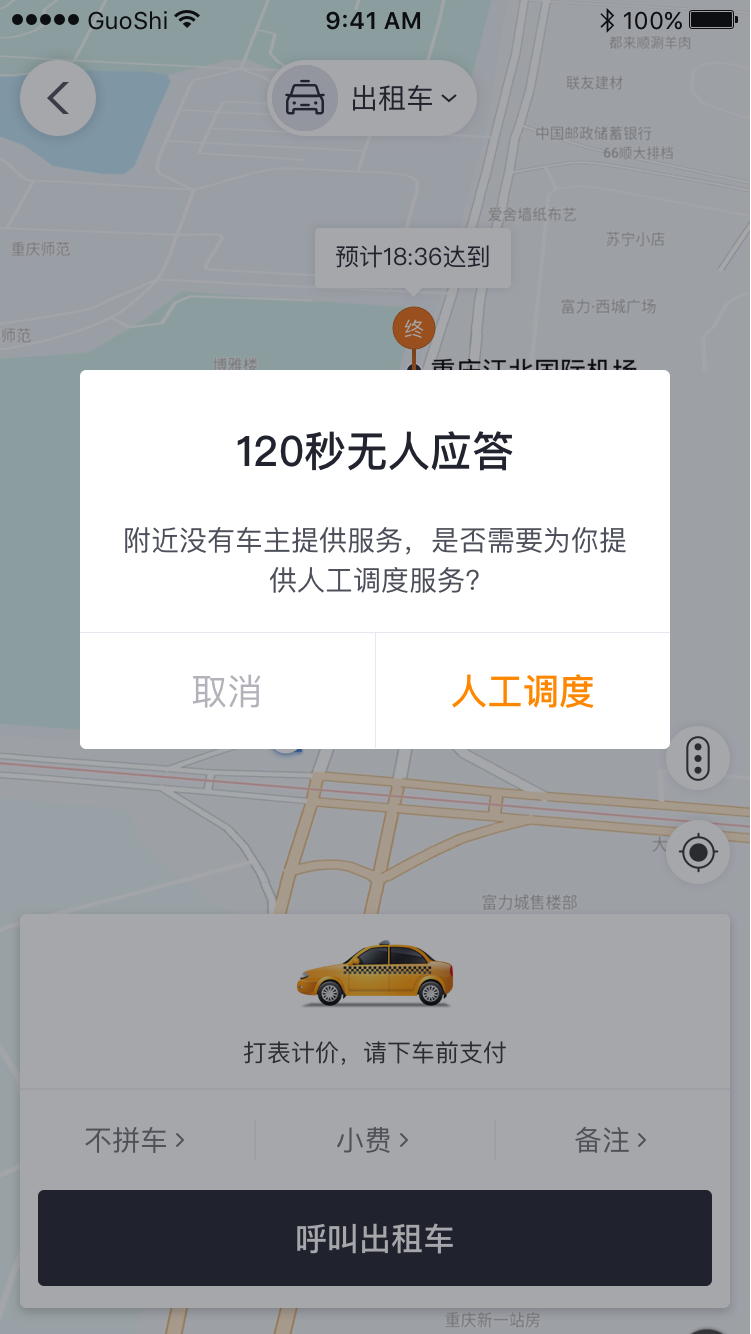 GuoShi
9:41 AM
100%
都来顺涮羊肉
联友建材
出租车
中国邮政储蓄银行
66顺大排档
爱舍墙纸布艺
苏宁小店
重庆师范
预计18:36达到
富力·西城广场
终
师范
博雅楼
重庆江北国际机场
120秒无人应答
附近没有车主提供服务，是否需要为你提
供人工调度服务？
取消
人工调度
大
富力城售楼部
打表计价，请下车前支付
不拼车
小费
备注
呼叫出租车
重庆新一站房